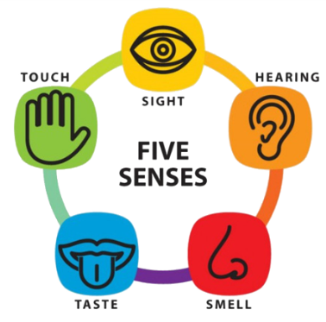 TOUCH
SIGHT
HEARING
FIVE
SENSES
TASTE
SMELL